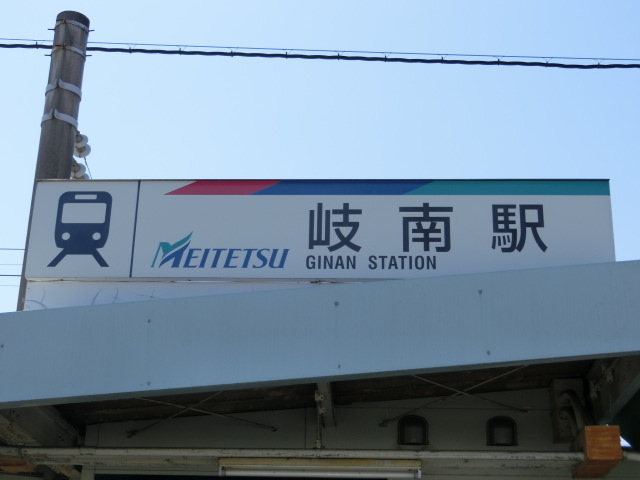 岐南駅
MEITETSU GINAN STATION